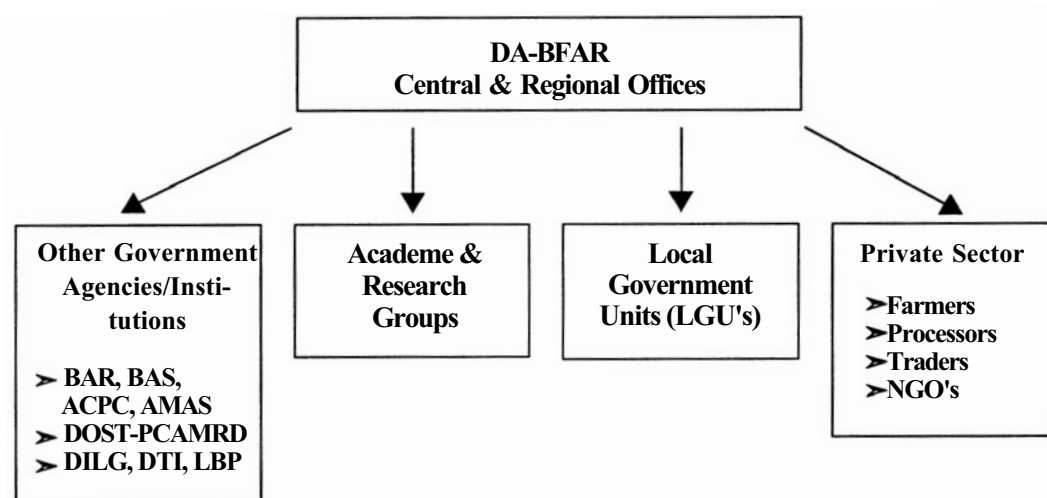 DA-BFAR
Central & Regional Offices
Other Government
Agencies/Insti-
tutions
➢ BAR, BAS,
ACPC, AMAS
➢ DOST-PCAMRD
➢ DILG, DTI, LBP
Academe &
Research
Groups
Local
Government
Units (LGU's)
Private Sector
➢Farmers
➢Processors
➢Traders
➢NGO's